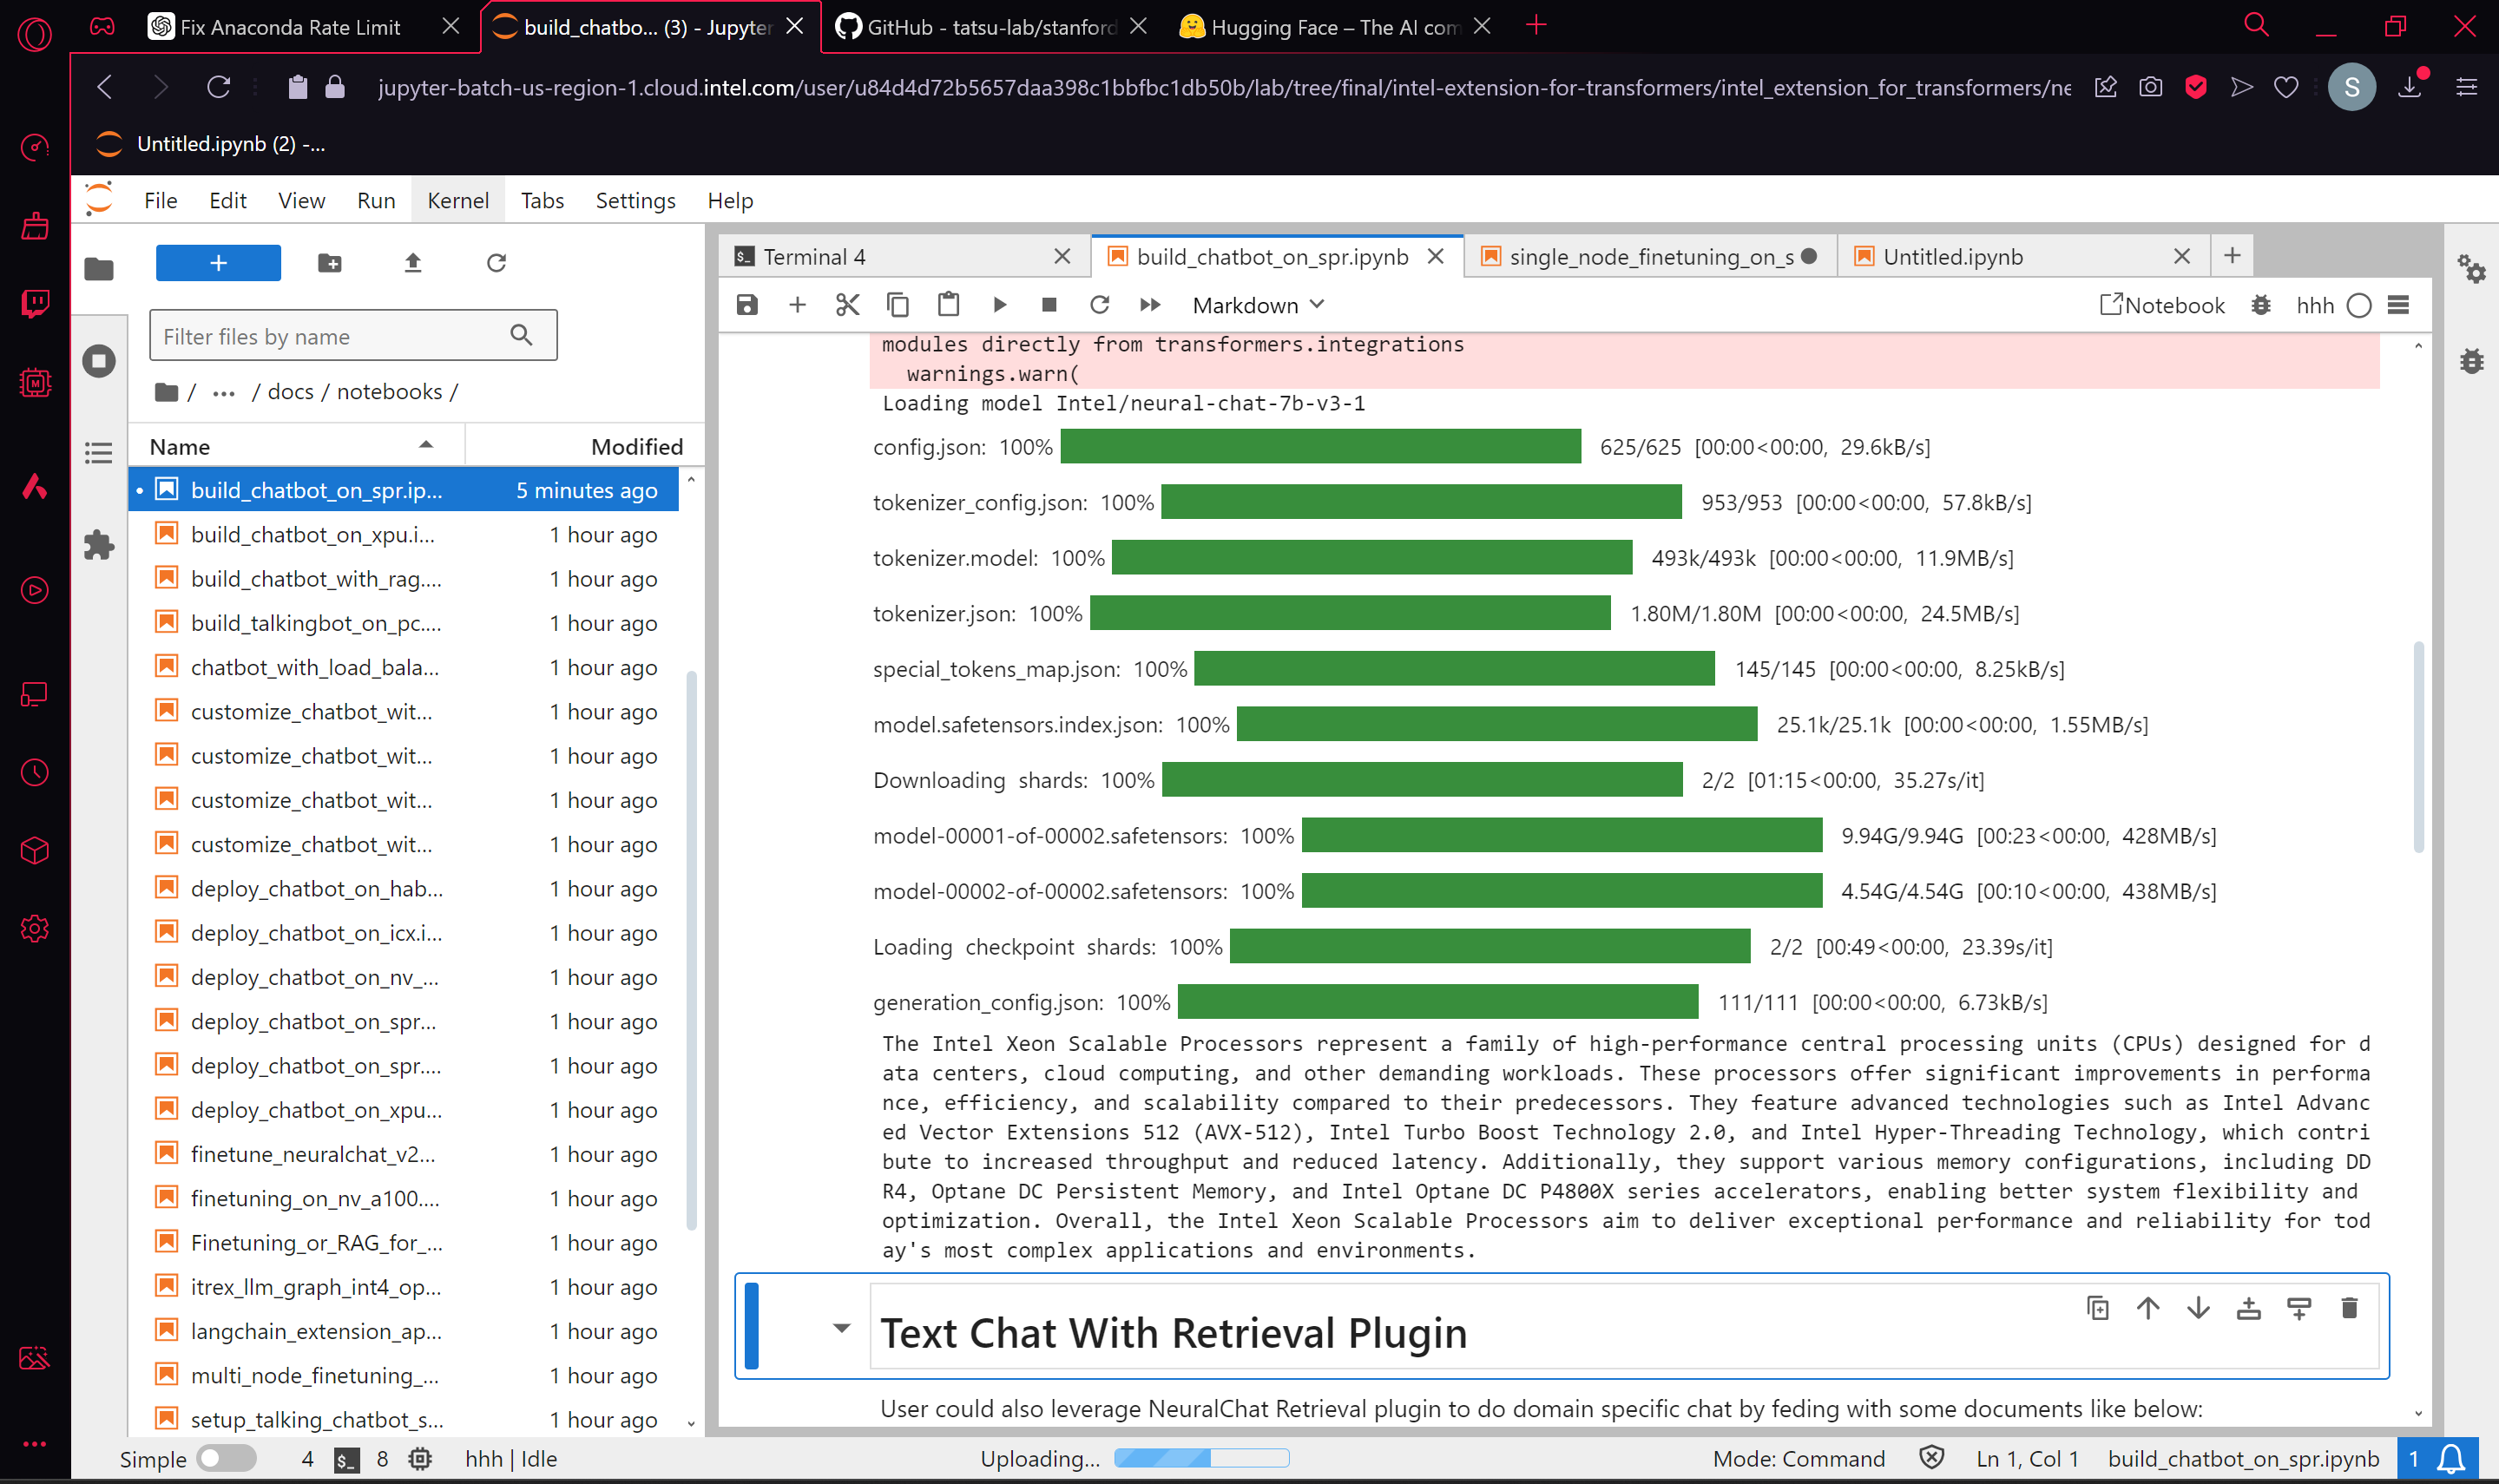 Fix Anaconda Rate Limit
build_chatbo... (3) - Jupyter
GitHub - tatsu-lab/stanford
Hugging Face – The AI com
jupyter-batch-us-region-1.cloud.intel.com/user/u84d4d72b5657daa398c1bbfbc1db50b/lab/tree/final/intel-extension-for-transformers/intel_extension_for_transformers/ne
S
Untitled.ipynb (2) -...
File Edit View Run Kernel Tabs Settings Help
Terminal 4
build_chatbot_on_spr.ipynb
single_node_finetuning_on_s
Untitled.ipynb
Markdown
Notebook
hhh
Filter files by name
/ ... / docs / notebooks /
Name Modified
build_chatbot_on_spr.ip... 5 minutes ago
build_chatbot_on_xpu.i... 1 hour ago
build_chatbot_with_rag.... 1 hour ago
build_talkingbot_on_pc.... 1 hour ago
chatbot_with_load_bala... 1 hour ago
customize_chatbot_wit... 1 hour ago
customize_chatbot_wit... 1 hour ago
customize_chatbot_wit... 1 hour ago
customize_chatbot_wit... 1 hour ago
deploy_chatbot_on_hab... 1 hour ago
deploy_chatbot_on_icx.i... 1 hour ago
deploy_chatbot_on_nv_... 1 hour ago
deploy_chatbot_on_spr... 1 hour ago
deploy_chatbot_on_spr.... 1 hour ago
deploy_chatbot_on_xpu... 1 hour ago
finetune_neuralchat_v2... 1 hour ago
finetuning_on_nv_a100.... 1 hour ago
Finetuning_or_RAG_for_... 1 hour ago
itrex_llm_graph_int4_op... 1 hour ago
langchain_extension_ap... 1 hour ago
multi_node_finetuning_... 1 hour ago
setup_talking_chatbot_s... 1 hour ago
modules directly from transformers.integrations
warnings.warn(
Loading model Intel/neural-chat-7b-v3-1
config.json: 100% 625/625 [00:00<00:00, 29.6kB/s]
tokenizer_config.json: 100% 953/953 [00:00<00:00, 57.8kB/s]
tokenizer.model: 100% 493k/493k [00:00<00:00, 11.9MB/s]
tokenizer.json: 100% 1.80M/1.80M [00:00<00:00, 24.5MB/s]
special_tokens_map.json: 100% 145/145 [00:00<00:00, 8.25kB/s]
model.safetensors.index.json: 100% 25.1k/25.1k [00:00<00:00, 1.55MB/s]
Downloading shards: 100% 2/2 [01:15<00:00, 35.27s/it]
model-00001-of-00002.safetensors: 100% 9.94G/9.94G [00:23<00:00, 428MB/s]
model-00002-of-00002.safetensors: 100% 4.54G/4.54G [00:10<00:00, 438MB/s]
Loading checkpoint shards: 100% 2/2 [00:49<00:00, 23.39s/it]
generation_config.json: 100% 111/111 [00:00<00:00, 6.73kB/s]
The Intel Xeon Scalable Processors represent a family of high-performance central processing units (CPUs) designed for d
ata centers, cloud computing, and other demanding workloads. These processors offer significant improvements in performa
nce, efficiency, and scalability compared to their predecessors. They feature advanced technologies such as Intel Advanc
ed Vector Extensions 512 (AVX-512), Intel Turbo Boost Technology 2.0, and Intel Hyper-Threading Technology, which contri
bute to increased throughput and reduced latency. Additionally, they support various memory configurations, including DD
R4, Optane DC Persistent Memory, and Intel Optane DC P4800X series accelerators, enabling better system flexibility and
optimization. Overall, the Intel Xeon Scalable Processors aim to deliver exceptional performance and reliability for tod
ay's most complex applications and environments.
Text Chat With Retrieval Plugin
User could also leverage NeuralChat Retrieval plugin to do domain specific chat by feding with some documents like below:
Simple 4 8 hhh | Idle Uploading... Mode: Command Ln 1, Col 1 build_chatbot_on_spr.ipynb 1